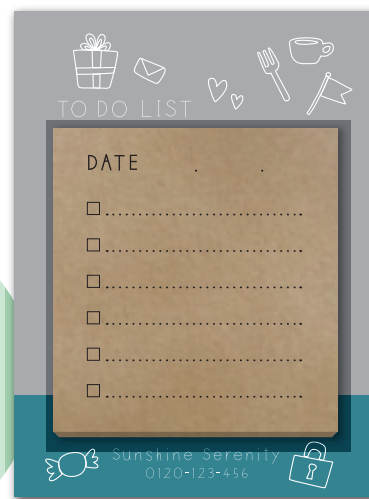 TO DO LIST
DATE . .
Sunshine Serenity
0120-123-456